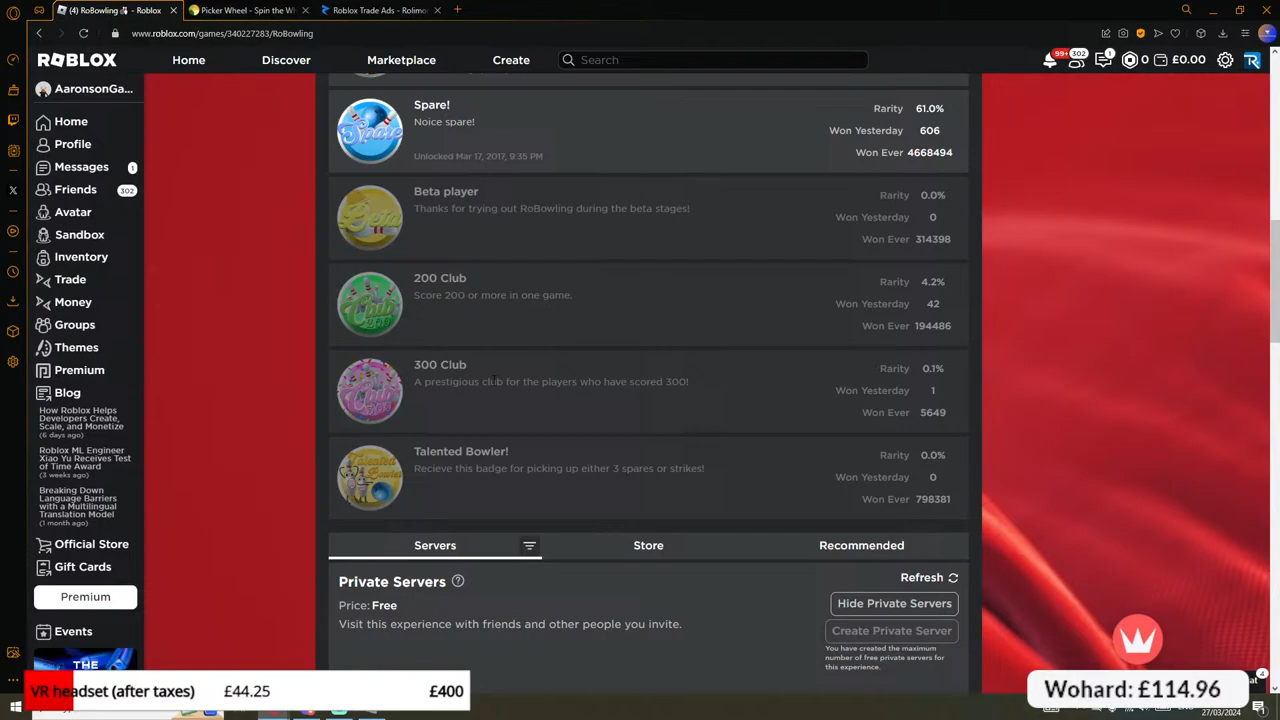 (4) RoBowling🎳 - Roblox
Picker Wheel - Spin the Wh
Roblox Trade Ads - Rolimo
www.roblox.com/games/340227283/RoBowling
ROBLOX
Home
Discover
Marketplace
Create
Search
99+
302
1
0
£0.00
AaronsonGa...
Home
Profile
Messages
1
Friends
302
Avatar
Sandbox
Inventory
Trade
Money
Groups
Themes
Premium
Blog
How Roblox Helps
Developers Create,
Scale, and Monetize
(6 days ago)
Roblox ML Engineer
Xiao Yu Receives Test
of Time Award
(3 weeks ago)
Breaking Down
Language Barriers
with a Multilingual
Translation Model
(1 month ago)
Official Store
Gift Cards
Premium
Events
THE
Spare!
Noice spare!
Unlocked Mar 17, 2017, 9:35 PM
Rarity 61.0%
Won Yesterday 606
Won Ever 4668494
Spare
Beta player
Thanks for trying out RoBowling during the beta stages!
Rarity 0.0%
Won Yesterday 0
Won Ever 314398
Beta
200 Club
Score 200 or more in one game.
Rarity 4.2%
Won Yesterday 42
Won Ever 194486
Club
300 Club
A prestigious club for the players who have scored 300!
Rarity 0.1%
Won Yesterday 1
Won Ever 5649
Club
Talented Bowler!
Recieve this badge for picking up either 3 spares or strikes!
Rarity 0.0%
Won Yesterday 0
Won Ever 798381
Talented
Bowler
Servers
Store
Recommended
Private Servers
Refresh
Price: Free
Hide Private Servers
Visit this experience with friends and other people you invite.
Create Private Server
You have created the maximum
number of free private servers for
this experience.
VR headset (after taxes) £44.25 £400
Wohard: £114.96
4
27/03/2024
1